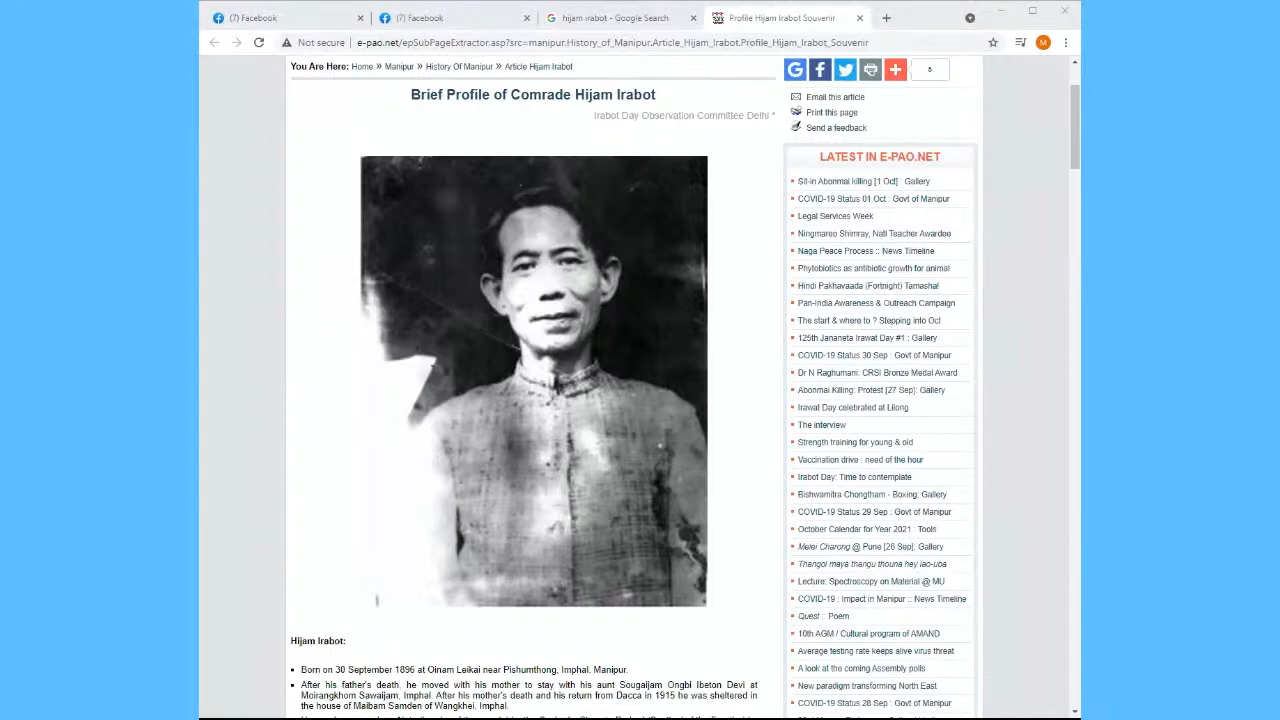 (7) Facebook
(7) Facebook
hijam irabot - Google Search
Profile Hijam Irabot Souvenir
Not secure
e-pao.net/epSubPageExtractor.asp?src=manipur.History_of_Manipur.Article_Hijam_Irabot.Profile_Hijam_Irabot_Souvenir
M
You Are Here: Home » Manipur » History Of Manipur » Article Hijam Irabot
Brief Profile of Comrade Hijam Irabot
Irabot Day Observation Committee Delhi *
Hijam Irabot:
Born on 30 September 1896 at Oinam Leikai near Pishumthong, Imphal, Manipur.
After his father's death, he moved with his mother to stay with his aunt Sougaijam Ongbi Ibeton Devi at
Moirangkhom Sawaijam, Imphal. After his mother's death and his return from Dacca in 1915 he was sheltered in
the house of Maibam Samden of Wangkhei, Imphal.
Email this article
Print this page
Send a feedback
LATEST IN E-PAO.NET
Sit-in Abonmai killing [1 Oct] : Gallery
COVID-19 Status 01 Oct : Govt of Manipur
Legal Services Week
Ningmareo Shimray, Natl Teacher Awardee
Naga Peace Process :: News Timeline
Phytobiotics as antibiotic growth for animal
Hindi Pakhavaada (Fortnight) Tamasha!
Pan-India Awareness & Outreach Campaign
The start & where to ? Stepping into Oct
125th Jananeta Irawat Day #1 : Gallery
COVID-19 Status 30 Sep : Govt of Manipur
Dr N Raghumani: CRSI Bronze Medal Award
Abonmai Killing: Protest [27 Sep]: Gallery
Irawat Day celebrated at Lilong
The interview
Strength training for young & old
Vaccination drive : need of the hour
Irabot Day: Time to contemplate
Bishwamitra Chongtham - Boxing: Gallery
COVID-19 Status 29 Sep : Govt of Manipur
October Calendar for Year 2021 : Tools
Melei Charong @ Pune [26 Sep]: Gallery
Thangol maya thangu thouna hey lao-uba
Lecture: Spectroscopy on Material @ MU
COVID-19 : Impact in Manipur :: News Timeline
Quest :: Poem
10th AGM / Cultural program of AMAND
Average testing rate keeps alive virus threat
A look at the coming Assembly polls
New paradigm transforming North East
COVID-19 Status 28 Sep : Govt of Manipur